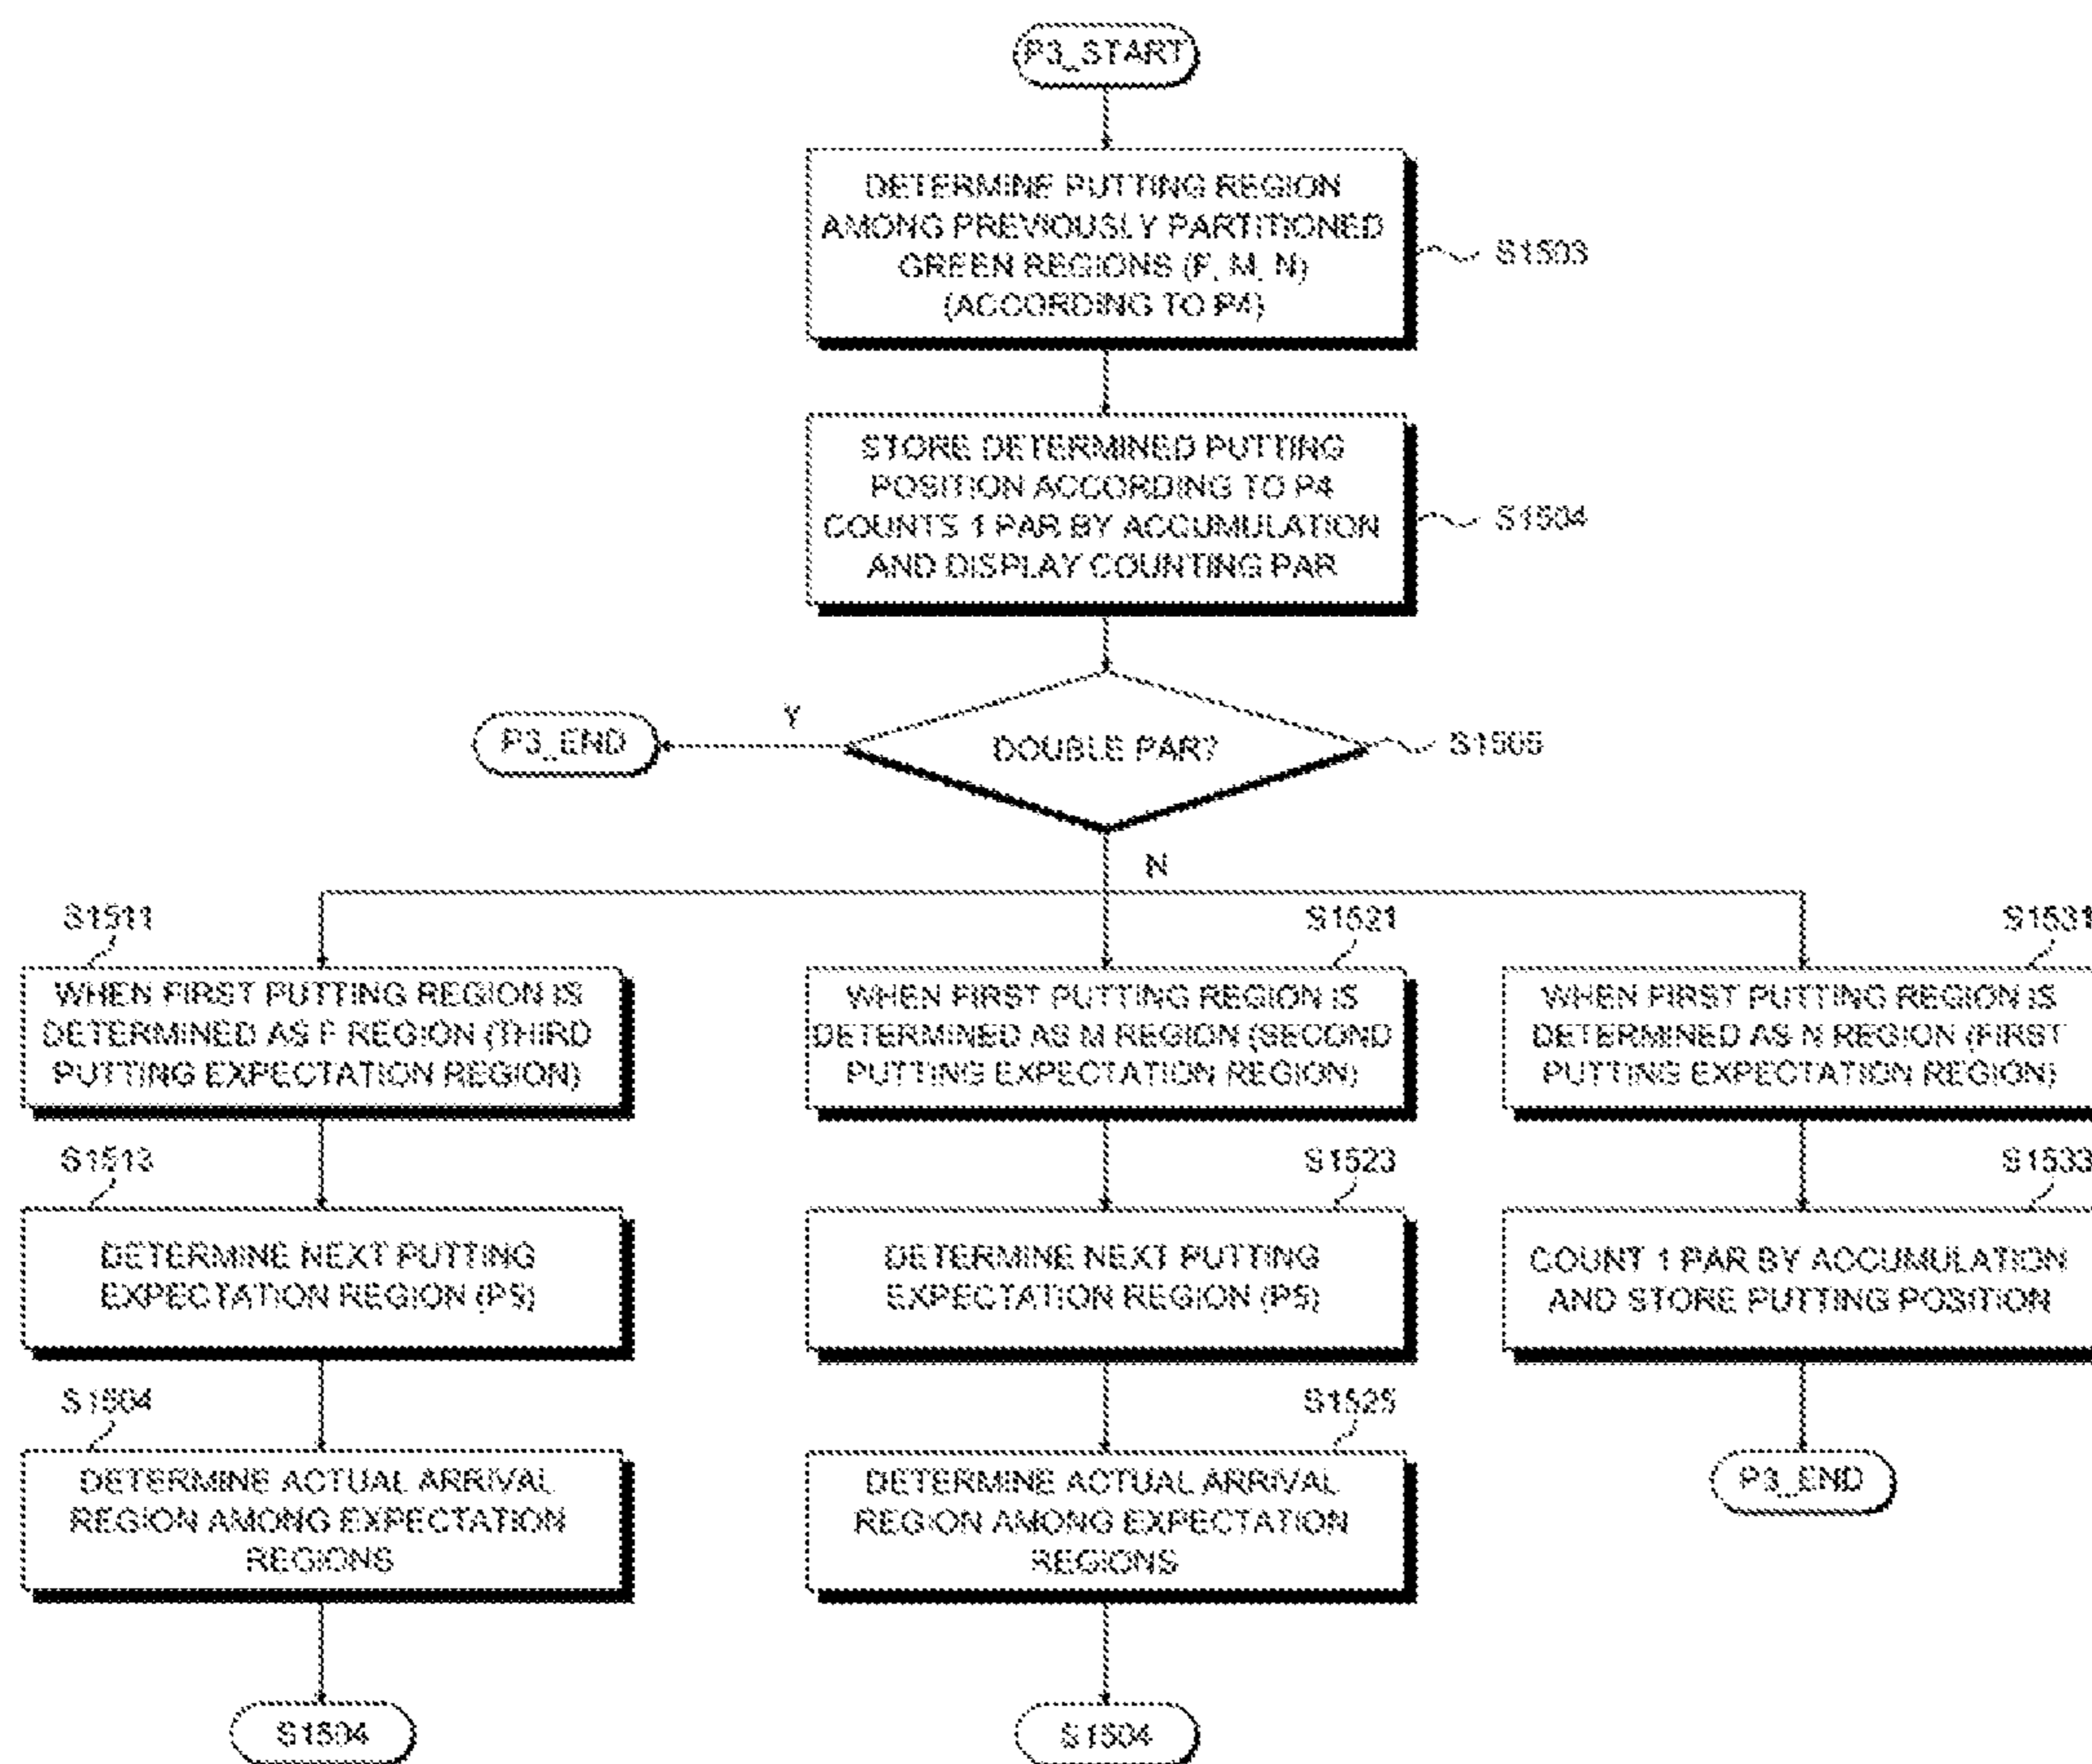 P3_START
DETERMINE PUTTING REGION
AMONG PREVIOUSLY PARTITIONED
GREEN REGIONS (F, M, N)
(ACCORDING TO P4)
S1503
STORE DETERMINED PUTTING
POSITION ACCORDING TO P4
COUNTS 1 PAR BY ACCUMULATION
AND DISPLAY COUNTING PAR
S1504
DOUBLE PAR?
S1505
Y
P3_END
N
S1511
WHEN FIRST PUTTING REGION IS
DETERMINED AS F REGION (THIRD
PUTTING EXPECTATION REGION)
S1521
WHEN FIRST PUTTING REGION IS
DETERMINED AS M REGION (SECOND
PUTTING EXPECTATION REGION)
S1531
WHEN FIRST PUTTING REGION IS
DETERMINED AS N REGION (FIRST
PUTTING EXPECTATION REGION)
S1513
DETERMINE NEXT PUTTING
EXPECTATION REGION (P5)
S1523
DETERMINE NEXT PUTTING
EXPECTATION REGION (P5)
S1533
COUNT 1 PAR BY ACCUMULATION
AND STORE PUTTING POSITION
S1504
DETERMINE ACTUAL ARRIVAL
REGION AMONG EXPECTATION
REGIONS
S1525
DETERMINE ACTUAL ARRIVAL
REGION AMONG EXPECTATION
REGIONS
P3_END
S1504
S1504